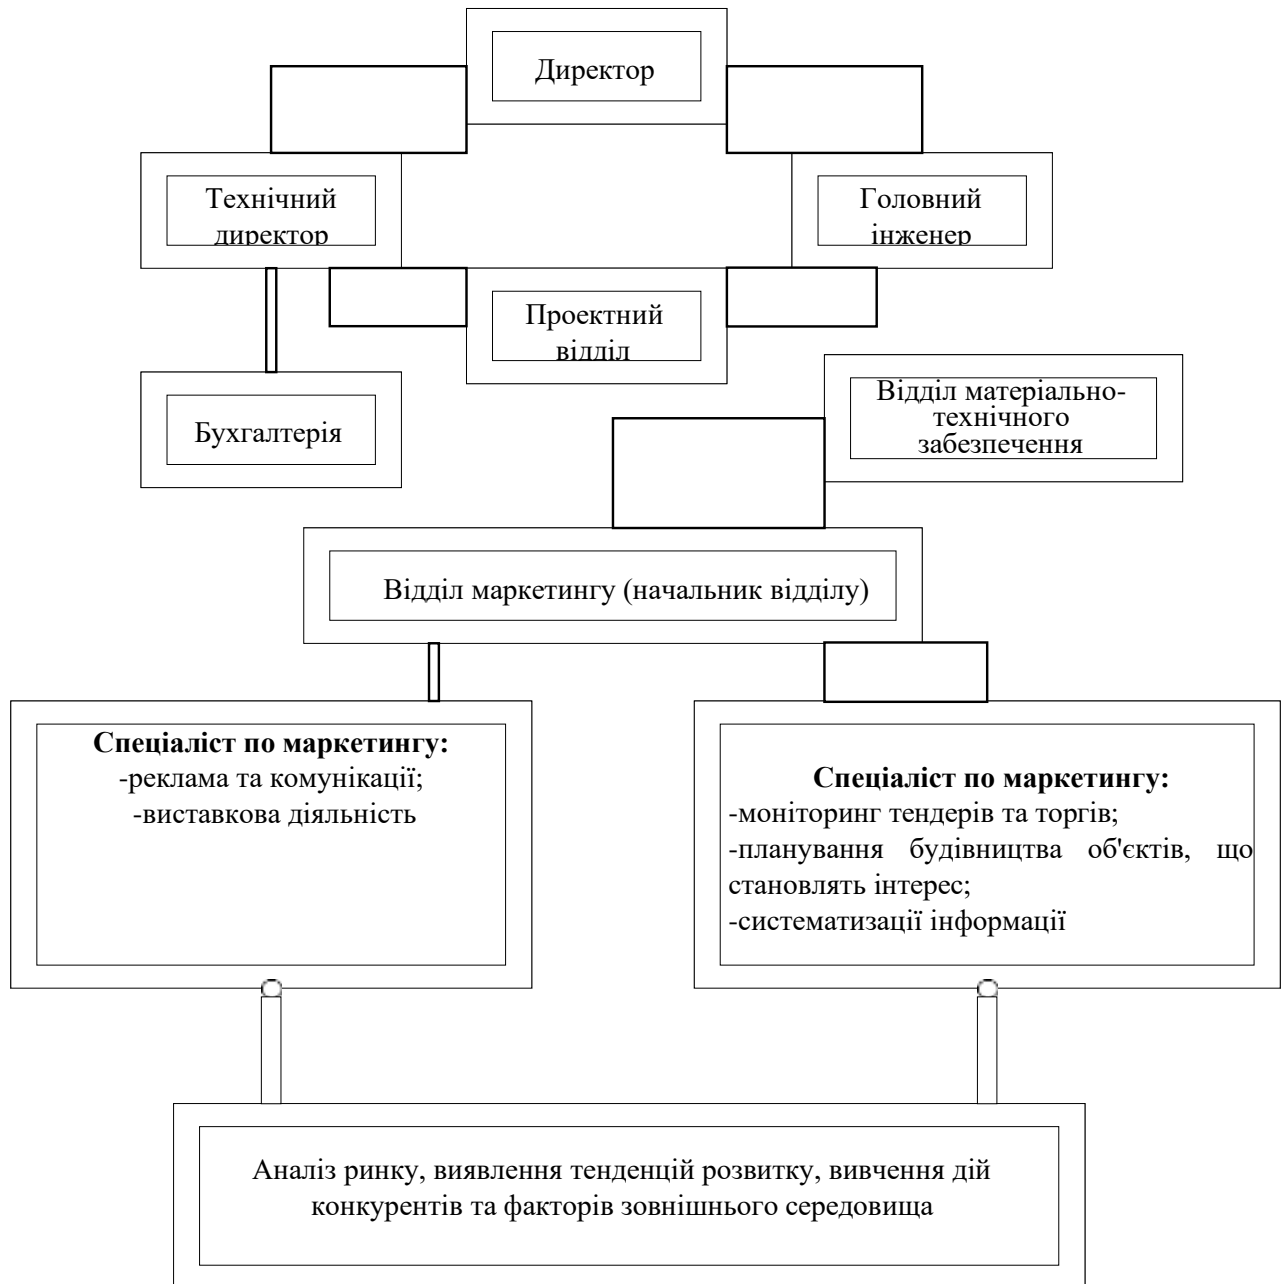 Директор
Технічний
директор
Головний
інженер
Проектний
відділ
Бухгалтерія
Відділ матеріально-
технічного
забезпечення
Відділ маркетингу (начальник відділу)
Спеціаліст по маркетингу:
-реклама та комунікації;
-виставкова діяльність
Спеціаліст по маркетингу:
-моніторинг тендерів та торгів;
-планування будівництва об'єктів, що
становлять інтерес;
-систематизації інформації
Аналіз ринку, виявлення тенденцій розвитку, вивчення дій
конкурентів та факторів зовнішнього середовища